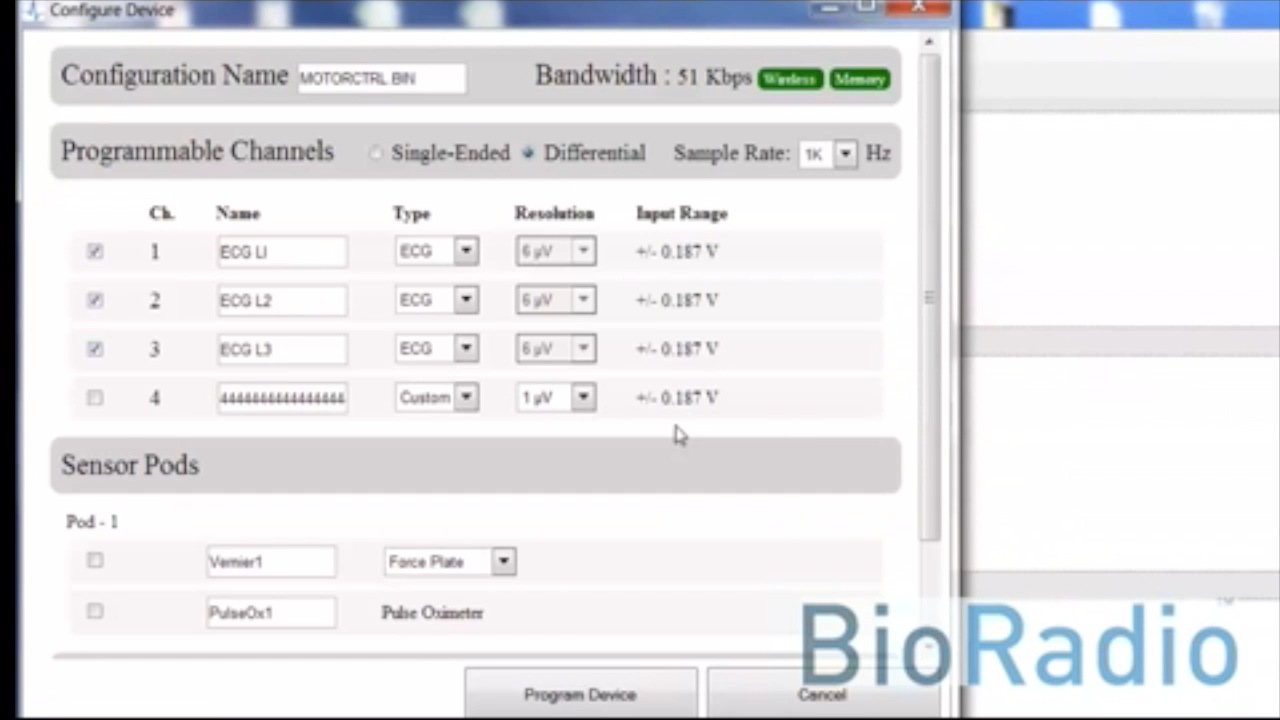 Configure Device
Configuration Name MOTORCTRL BIN Bandwidth : 51 Kbps Wireless Memory
Programmable Channels Single-Ended Differential Sample Rate: 1K Hz
Ch. Name Type Resolution Input Range
1 ECG LI ECG 6 µV +/- 0.187 V
2 ECG L2 ECG 6 µV +/- 0.187 V
3 ECG L3 ECG 6 µV +/- 0.187 V
4 44444444444444444 Custom 1 µV +/- 0.187 V
Sensor Pods
Pod - 1
Vernier1 Force Plate
PulseOx1 Pulse Oximeter
BioRadio
Program Device Cancel